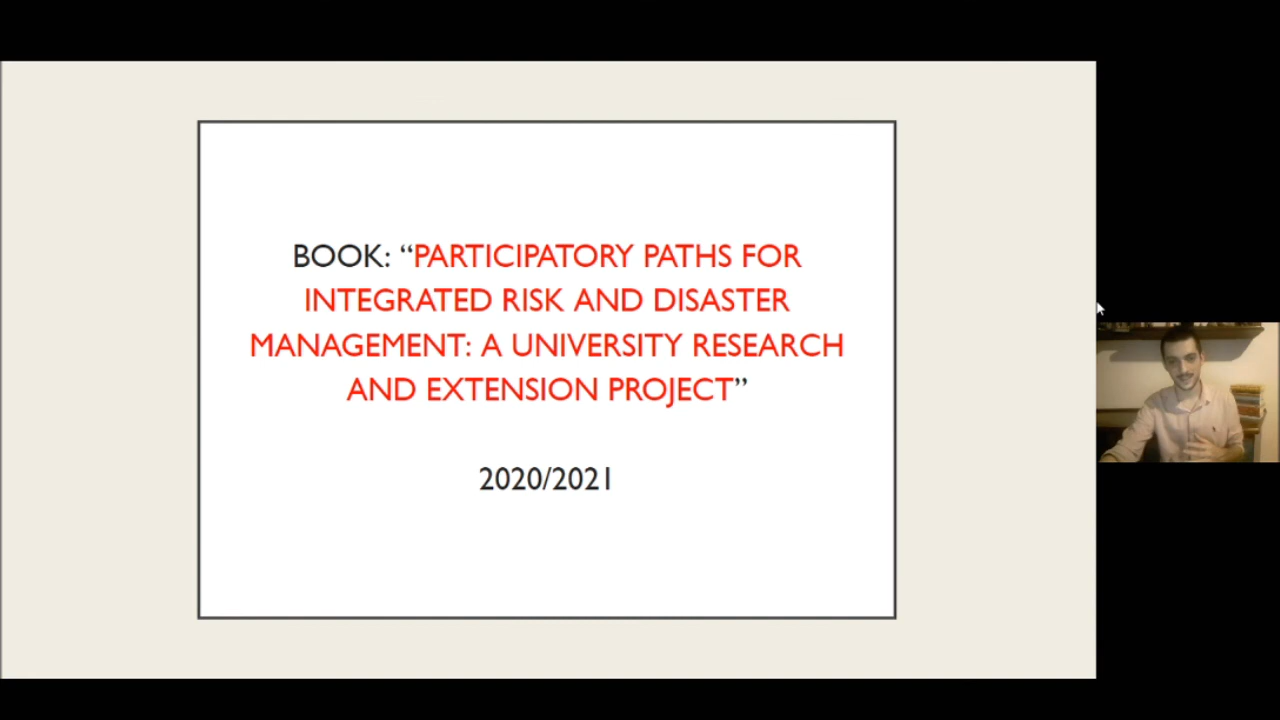 BOOK: “PARTICIPATORY PATHS FOR
INTEGRATED RISK AND DISASTER
MANAGEMENT: A UNIVERSITY RESEARCH
AND EXTENSION PROJECT”
2020/2021